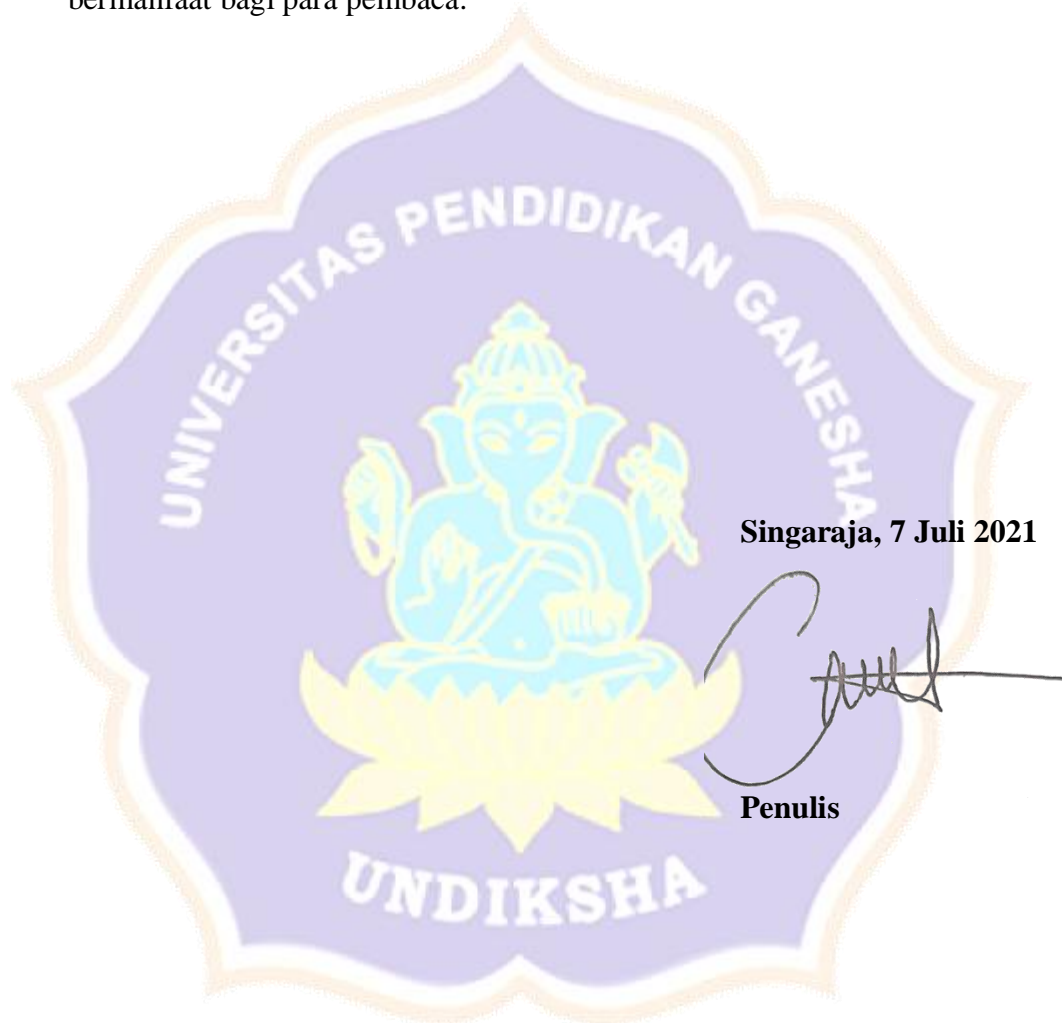 bermanfaat bagi para pembaca.
UNIVERSITAS PENDIDIKAN GANESHA
Singaraja, 7 Juli 2021
Penulis
UNDIKSHA